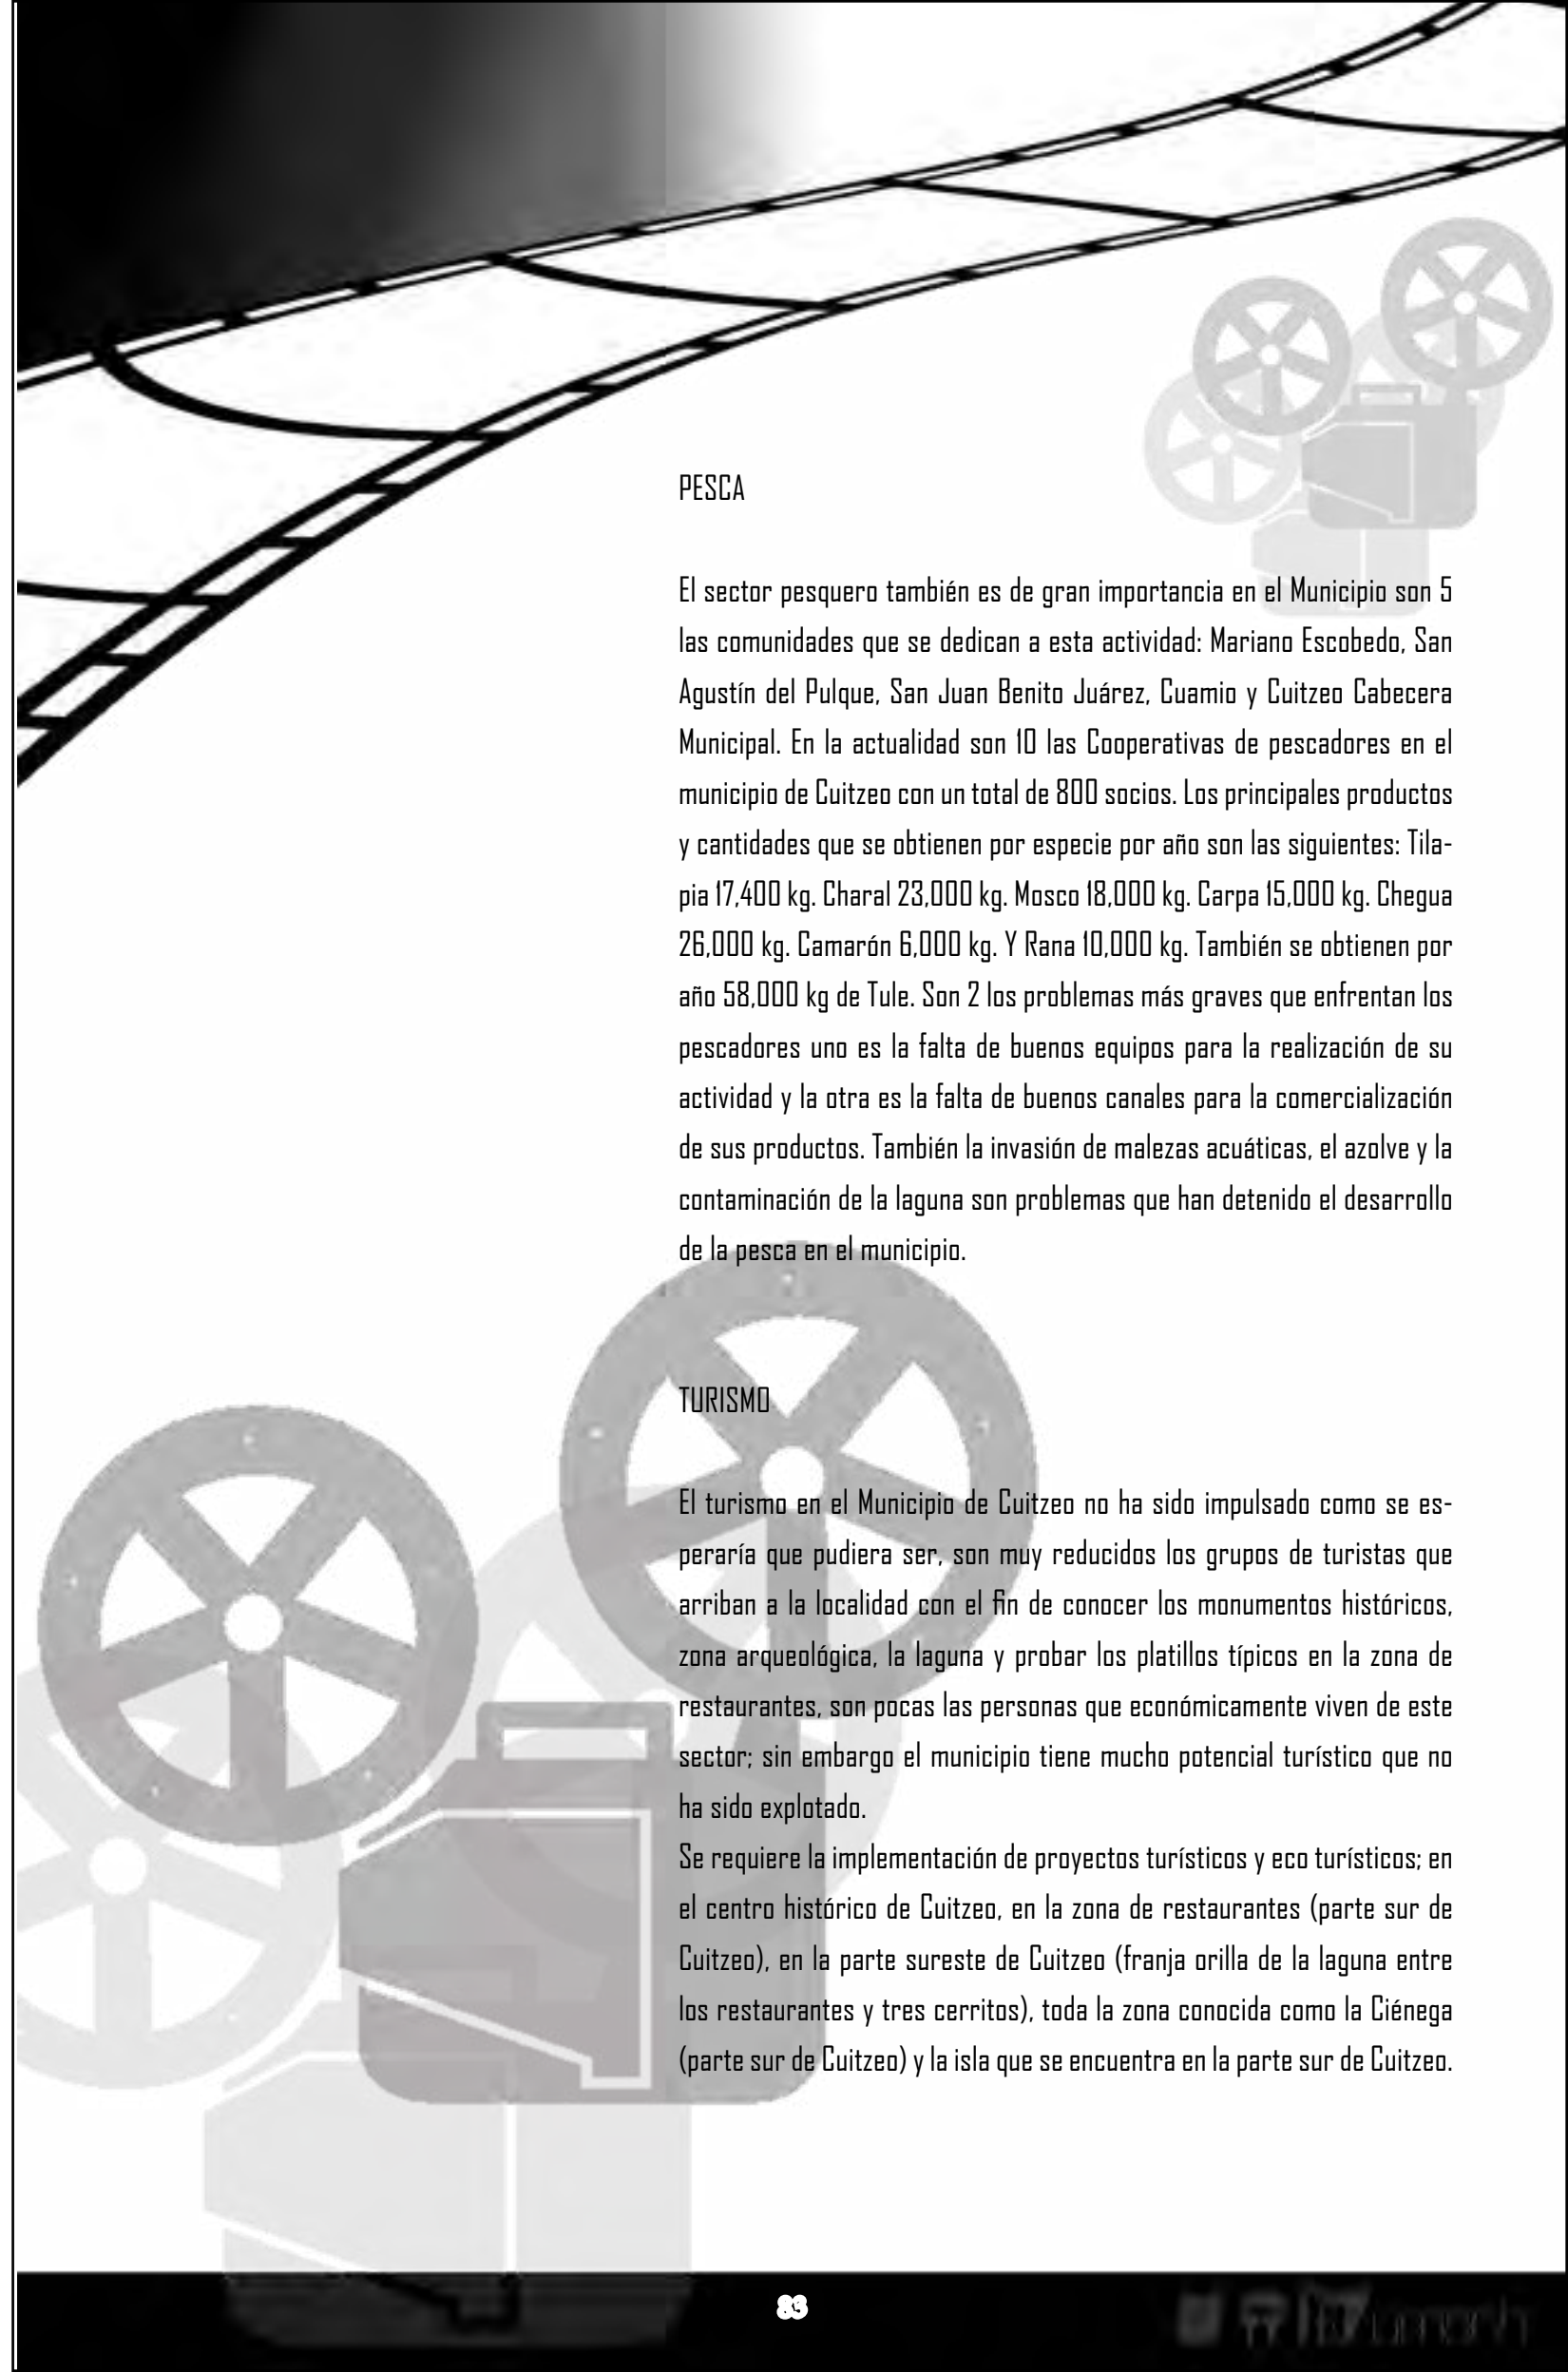 PESCA
El sector pesquero también es de gran importancia en el Municipio son 5
las comunidades que se dedican a esta actividad: Mariano Escobedo, San
Agustín del Pulque, San Juan Benito Juárez, Cuamio y Cuitzeo Cabecera
Municipal. En la actualidad son 10 las Cooperativas de pescadores en el
municipio de Cuitzeo con un total de 800 socios. Los principales productos
y cantidades que se obtienen por especie por año son las siguientes: Tila-
pia 17,400 kg. Charal 23,000 kg. Mosco 18,000 kg. Carpa 15,000 kg. Chegua
26,000 kg. Camarón 6,000 kg. Y Rana 10,000 kg. También se obtienen por
año 58,000 kg de Tule. Son 2 los problemas más graves que enfrentan los
pescadores uno es la falta de buenos equipos para la realización de su
actividad y la otra es la falta de buenos canales para la comercialización
de sus productos. También la invasión de malezas acuáticas, el azolve y la
contaminación de la laguna son problemas que han detenido el desarrollo
de la pesca en el municipio.
TURISMO
El turismo en el Municipio de Cuitzeo no ha sido impulsado como se es-
peraría que pudiera ser, son muy reducidos los grupos de turistas que
arriban a la localidad con el fin de conocer los monumentos históricos,
zona arqueológica, la laguna y probar los platillos típicos en la zona de
restaurantes, son pocas las personas que económicamente viven de este
sector; sin embargo el municipio tiene mucho potencial turístico que no
ha sido explotado.
Se requiere la implementación de proyectos turísticos y eco turísticos; en
el centro histórico de Cuitzeo, en la zona de restaurantes (parte sur de
Cuitzeo), en la parte sureste de Cuitzeo (franja orilla de la laguna entre
los restaurantes y tres cerritos), toda la zona conocida como la Ciénega
(parte sur de Cuitzeo) y la isla que se encuentra en la parte sur de Cuitzeo.
83